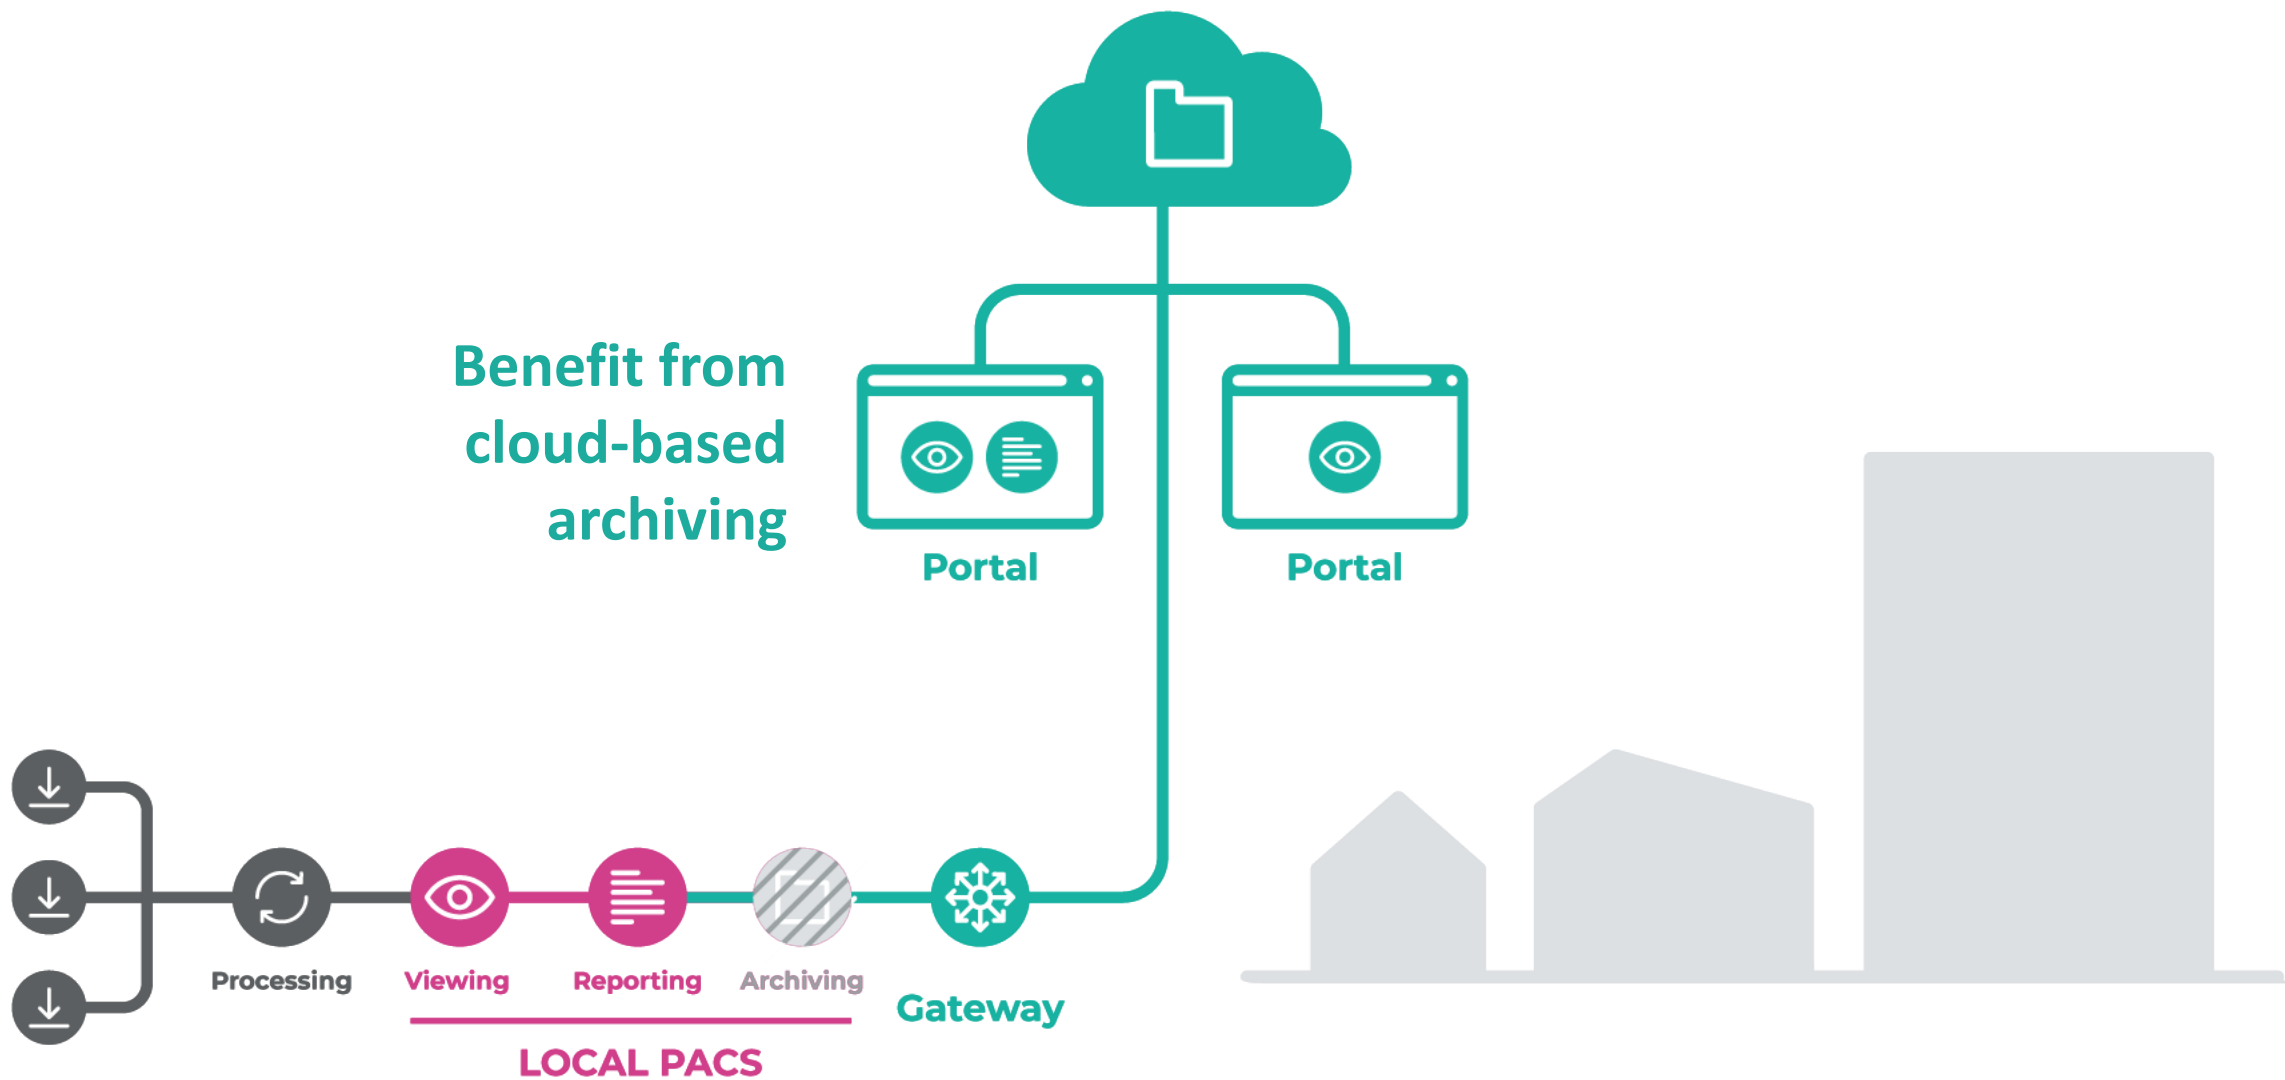 Benefit from
cloud-based
archiving
Portal
Portal
Processing
Viewing
Reporting
Archiving
Gateway
LOCAL PACS